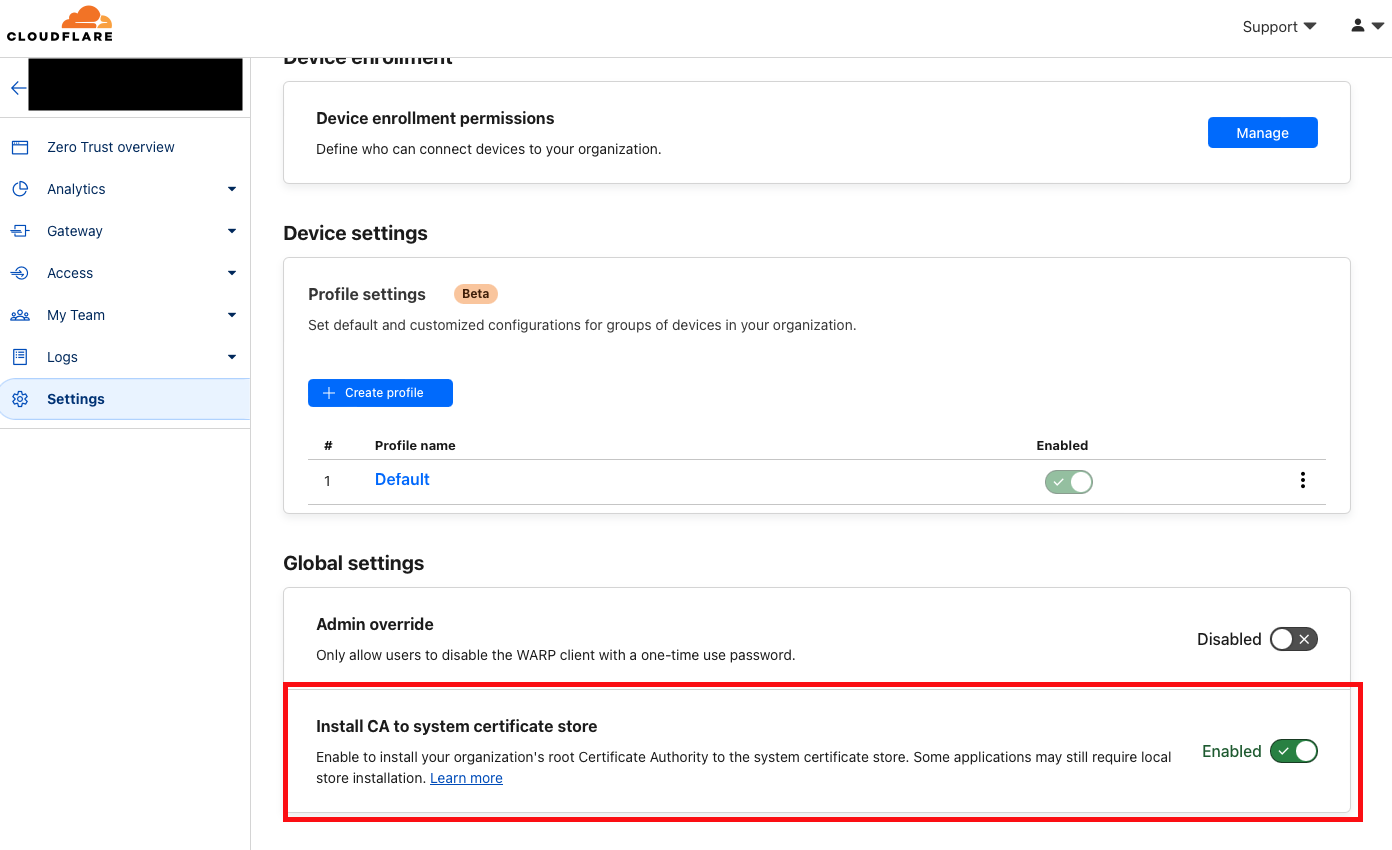 CLOUDFLARE
Support
Device enrollment
Device enrollment permissions
Define who can connect devices to your organization.
Manage
Zero Trust overview
Analytics
Gateway
Access
My Team
Logs
Settings
Device settings
Profile settings Beta
Set default and customized configurations for groups of devices in your organization.
Create profile
# Profile name Enabled
1 Default
Global settings
Admin override
Only allow users to disable the WARP client with a one-time use password.
Disabled
Install CA to system certificate store
Enable to install your organization's root Certificate Authority to the system certificate store. Some applications may still require local
store installation. Learn more
Enabled